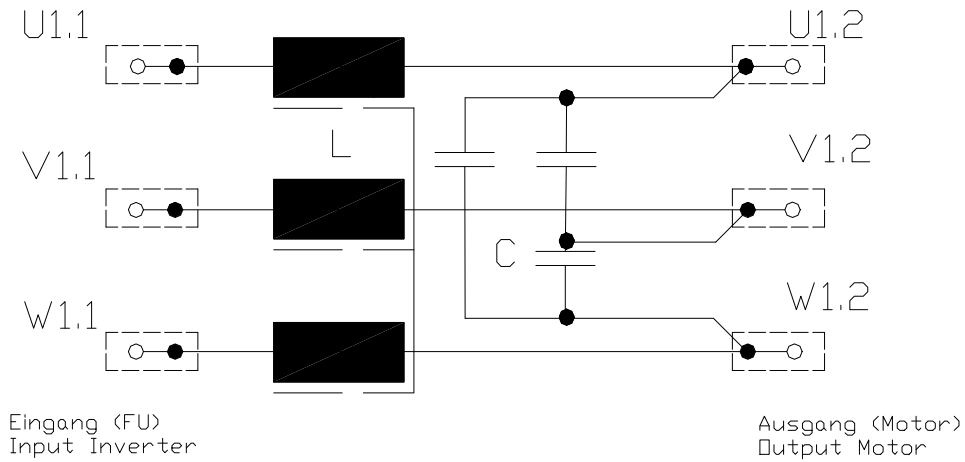 U1.1
U1.2
L
V1.1
V1.2
C
W1.1
W1.2
Eingang (FU)
Input Inverter
Ausgang (Motor)
Output Motor